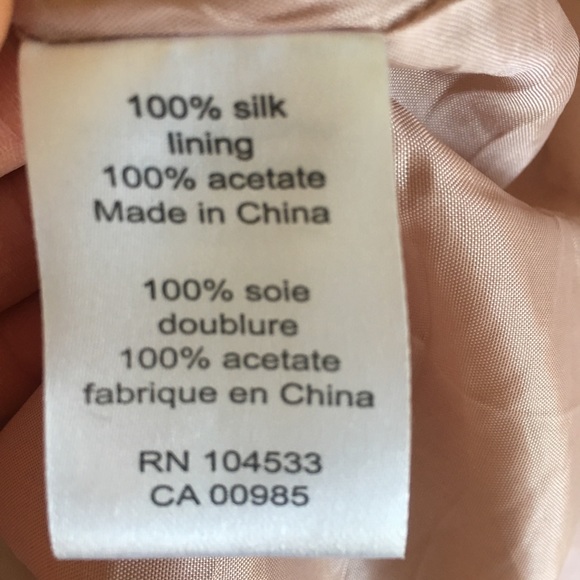 100% silk
lining
100% acetate
Made in China
100% soie
doublure
100% acetate
fabrique en China
RN 104533
CA 00985